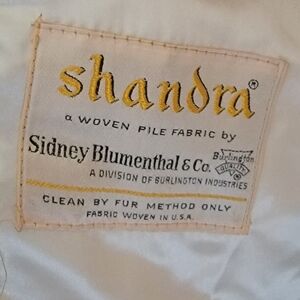 shandra®
a WOVEN PILE FABRIC by
Sidney Blumenthal & Co.
Burlington
QUALITY
A DIVISION OF BURLINGTON INDUSTRIES
CLEAN BY FUR METHOD ONLY
FABRIC WOVEN IN U.S.A.